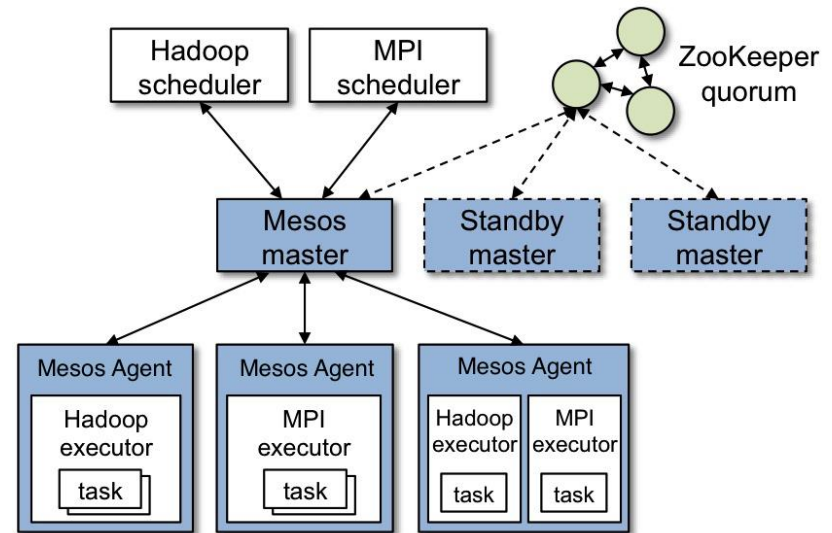 Hadoop
scheduler
MPI
scheduler
ZooKeeper
quorum
Mesos
master
Standby
master
Standby
master
Mesos Agent
Hadoop
executor
task
Mesos Agent
MPI
executor
task
Mesos Agent
Hadoop
executor
task
MPI
executor
task